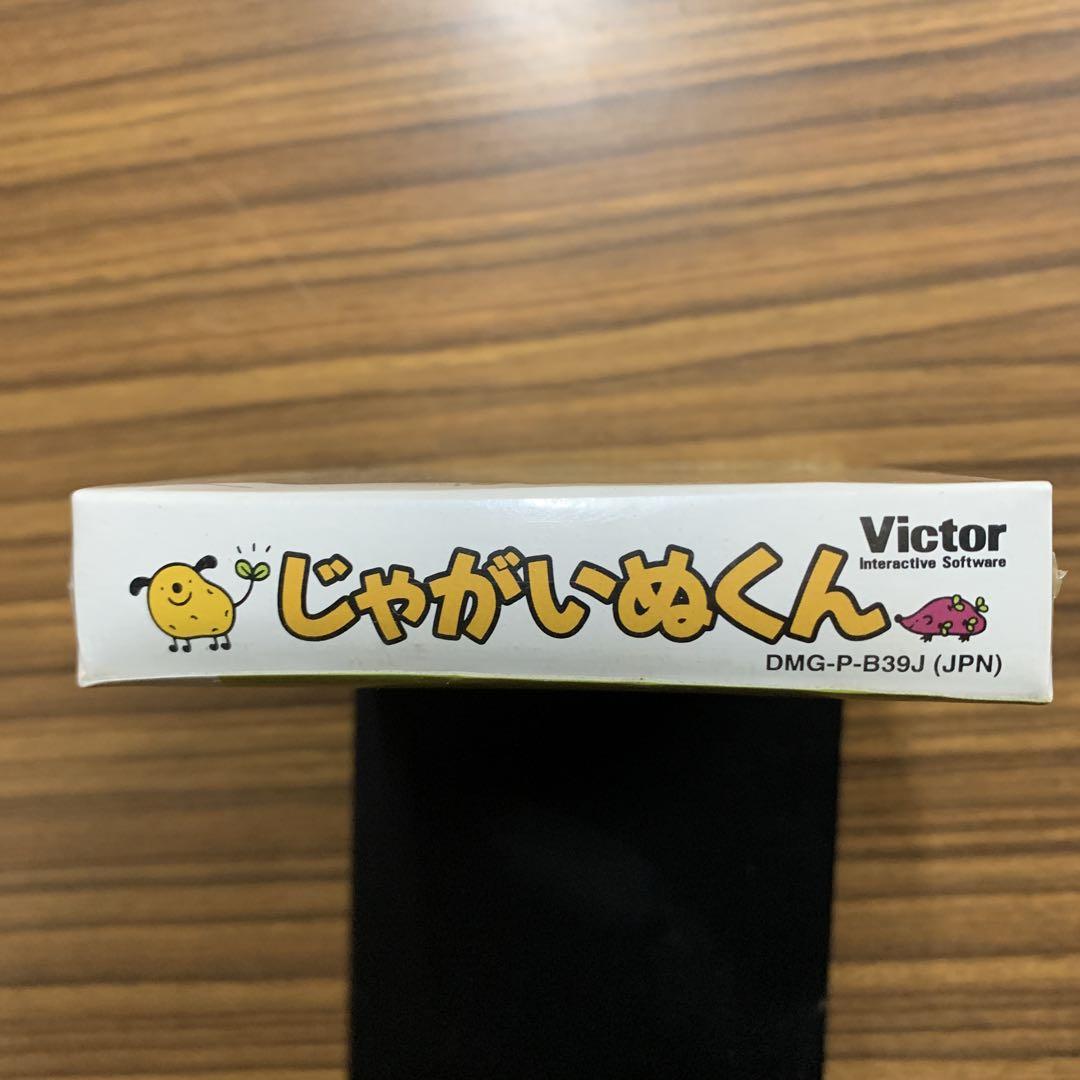 じゃがいぬくん
Victor
Interactive Software
DMG-P-B39J (JPN)